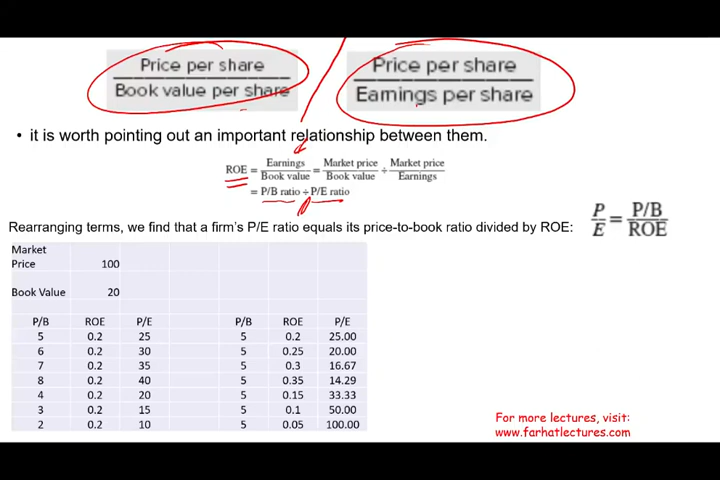 Price per share
Book value per share
Price per share
Earnings per share
• it is worth pointing out an important relationship between them.
ROE = Earnings / Book value = Market price / Book value ÷ Market price / Earnings
= P/B ratio ÷ P/E ratio
Rearranging terms, we find that a firm's P/E ratio equals its price-to-book ratio divided by ROE:
P/E = P/B / ROE
Market Price 100
Book Value 20
P/B ROE P/E P/B ROE P/E
5 0.2 25 5 0.2 25.00
6 0.2 30 5 0.25 20.00
7 0.2 35 5 0.3 16.67
8 0.2 40 5 0.35 14.29
4 0.2 20 5 0.15 33.33
3 0.2 15 5 0.1 50.00
2 0.2 10 5 0.05 100.00
For more lectures, visit:
www.farhatlectures.com